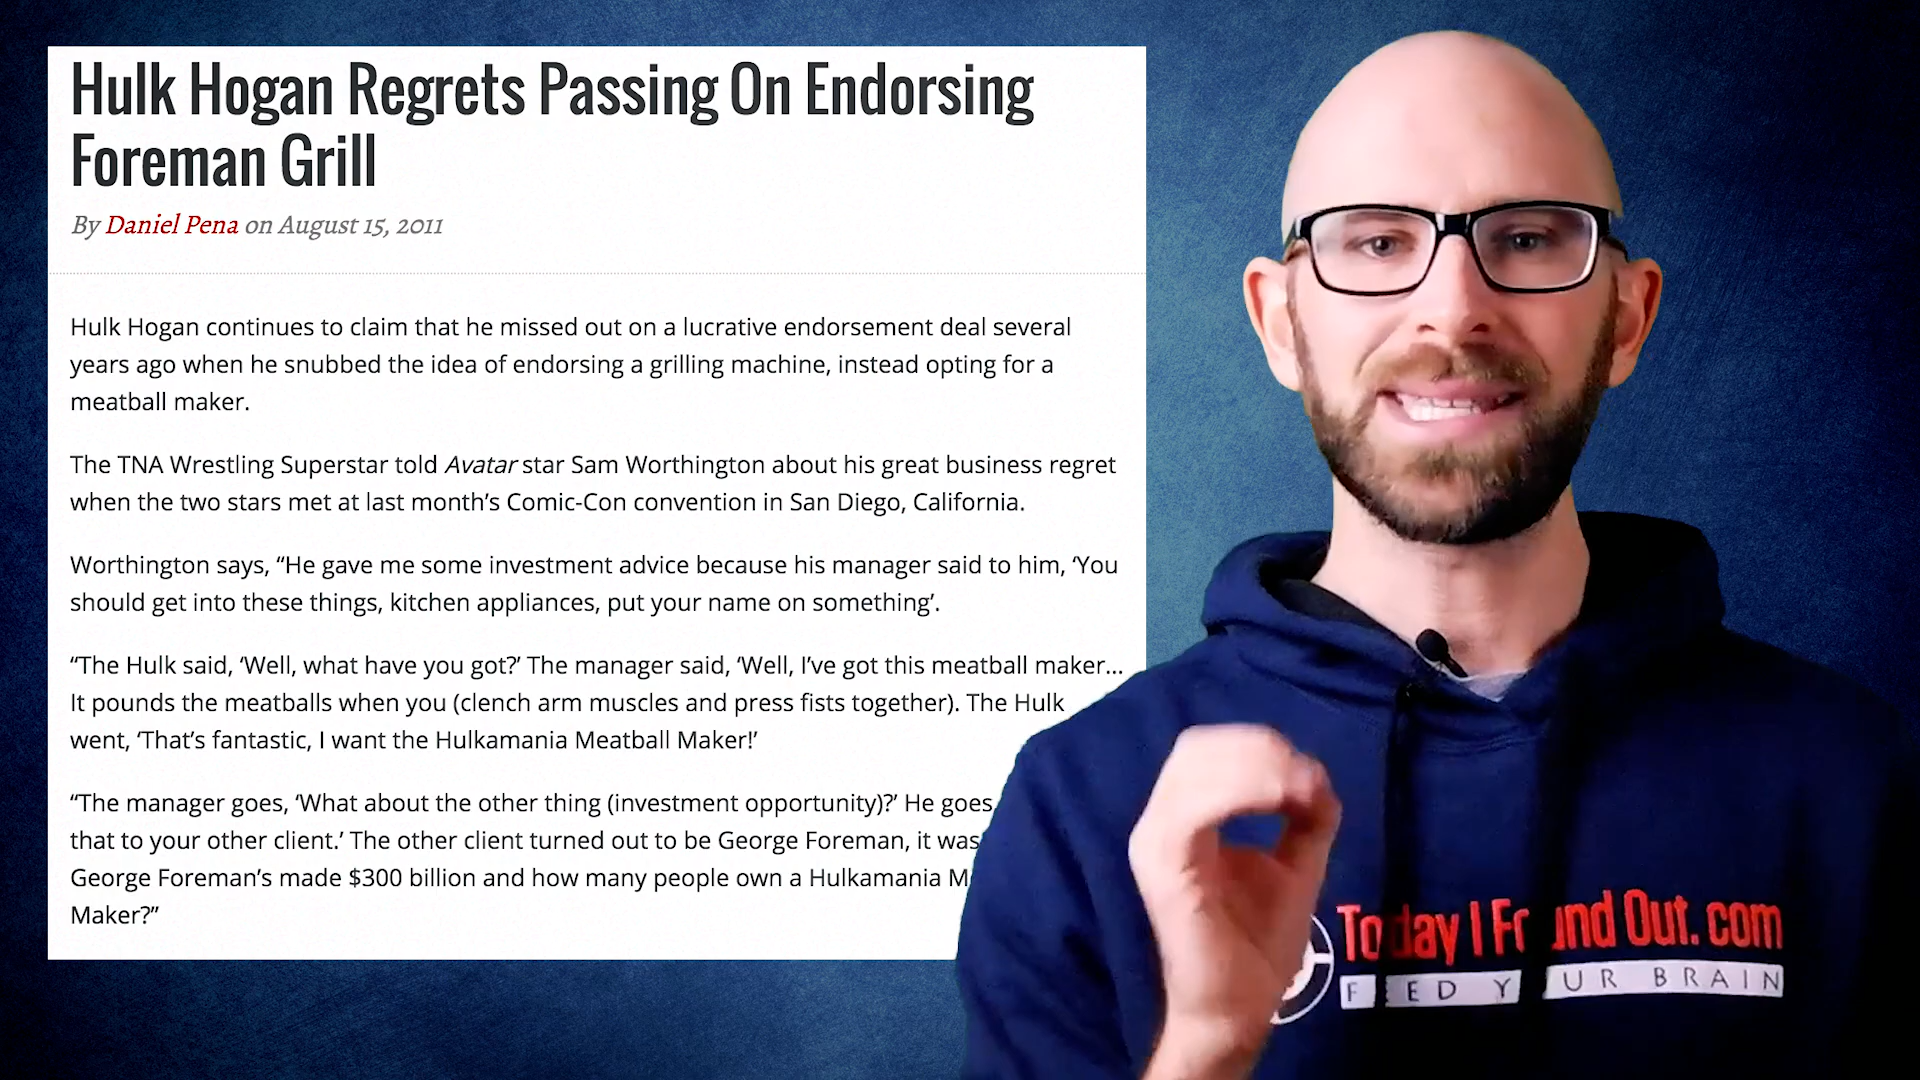 Hulk Hogan Regrets Passing On Endorsing
Foreman Grill
By Daniel Pena on August 15, 2011
Hulk Hogan continues to claim that he missed out on a lucrative endorsement deal several
years ago when he snubbed the idea of endorsing a grilling machine, instead opting for a
meatball maker.
The TNA Wrestling Superstar told Avatar star Sam Worthington about his great business regret
when the two stars met at last month’s Comic-Con convention in San Diego, California.
Worthington says, “He gave me some investment advice because his manager said to him, ‘You
should get into these things, kitchen appliances, put your name on something’.
“The Hulk said, ‘Well, what have you got?’ The manager said, ‘Well, I’ve got this meatball maker...
It pounds the meatballs when you (clench arm muscles and press fists together). The Hulk
went, ‘That’s fantastic, I want the Hulkamania Meatball Maker!’
“The manager goes, ‘What about the other thing (investment opportunity)?’ He goes
that to your other client.’ The other client turned out to be George Foreman, it was
George Foreman’s made $300 billion and how many people own a Hulkamania
Maker?”
Today I Found Out.com
FEED YOUR BRAIN